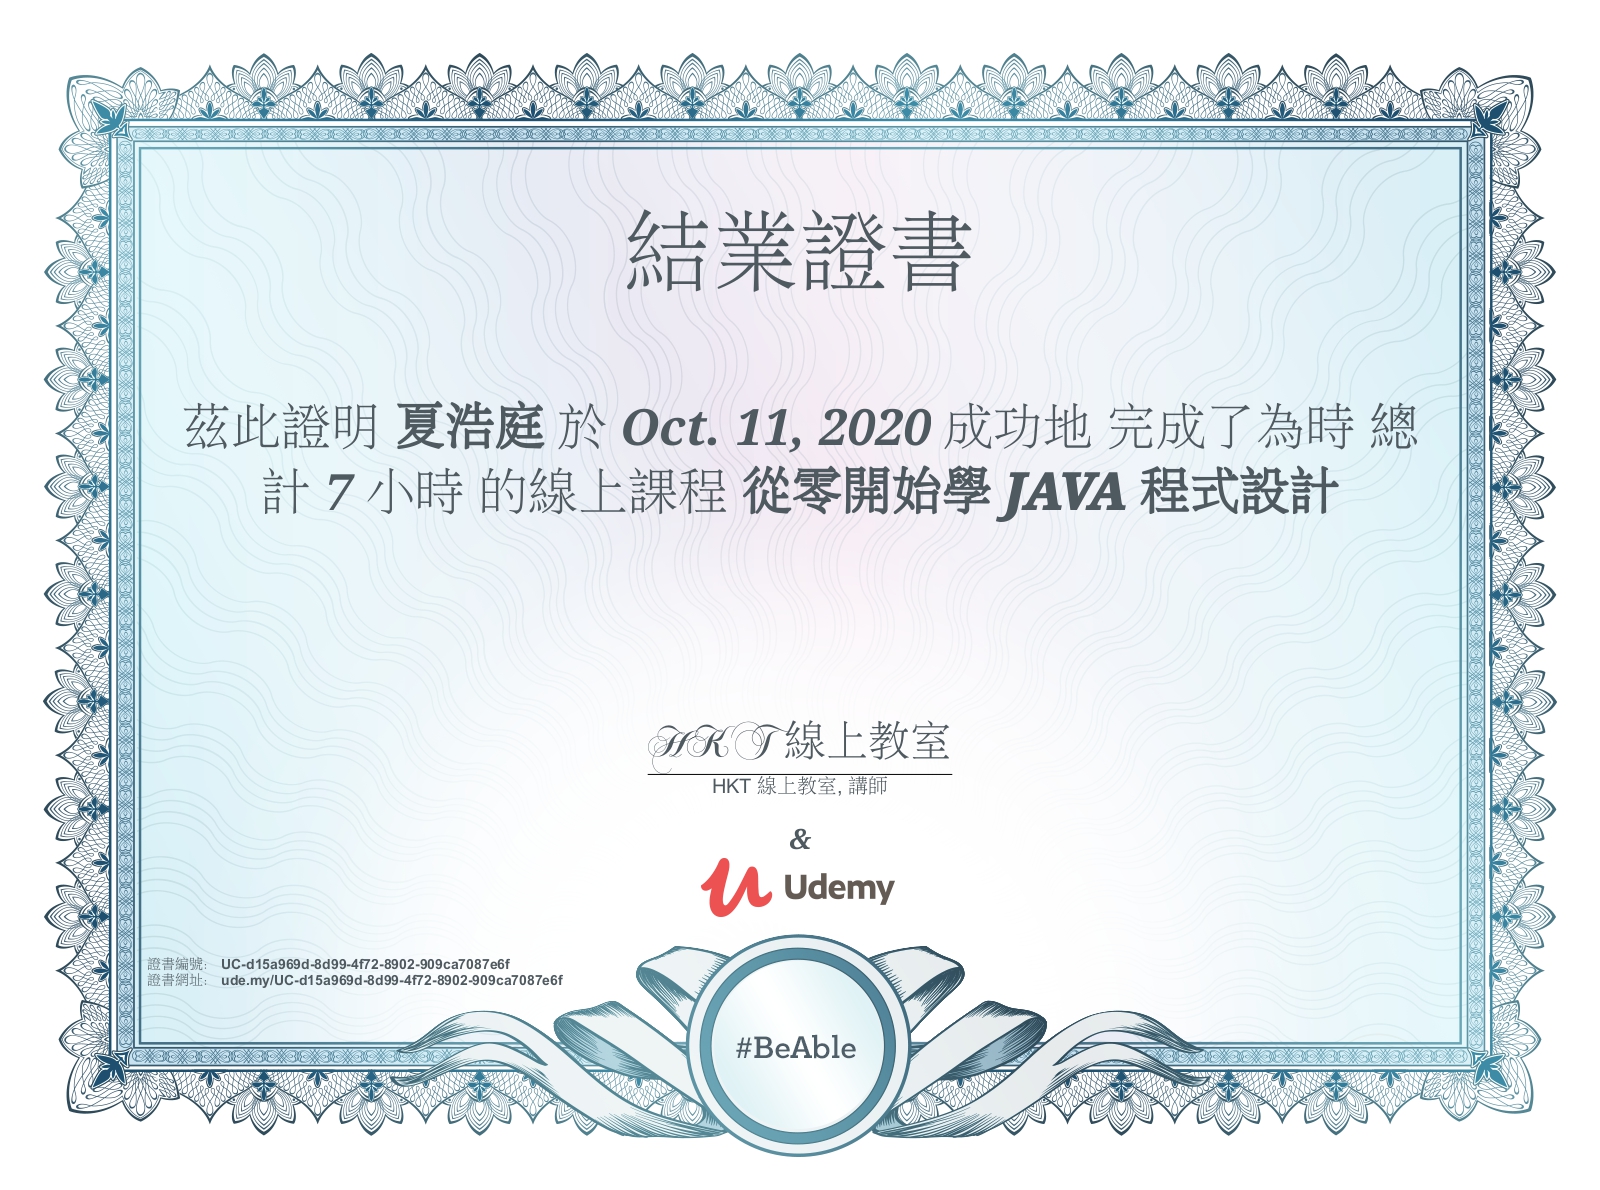 結業證書
茲此證明 夏浩庭 於 Oct. 11, 2020 成功地 完成了為時 總
計 7 小時 的線上課程 從零開始學 JAVA 程式設計
HKT 線上教室
HKT 線上教室, 講師
&
Udemy
證書編號: UC-d15a969d-8d99-4f72-8902-909ca7087e6f
證書網址: ude.my/UC-d15a969d-8d99-4f72-8902-909ca7087e6f
#BeAble